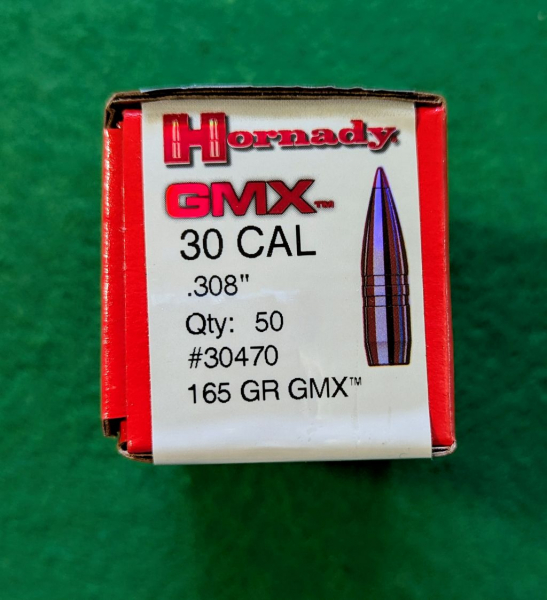 Hornady
GMX™
30 CAL
.308"
Qty: 50
#30470
165 GR GMX™